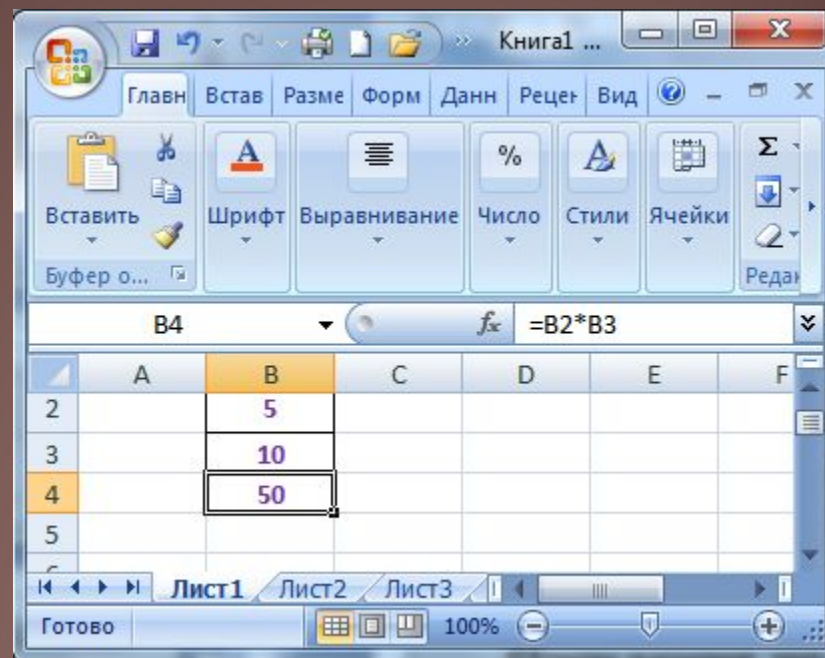 Книга1 ...
Главн Встав Разме Форм Данн Рецен Вид
Вставить Шрифт Выравнивание Число Стили Ячейки
Буфер о... Редак
B4 fx =B2*B3
A B C D E F
2 5
3 10
4 50
5
Лист1 Лист2 Лист3
Готово 100%